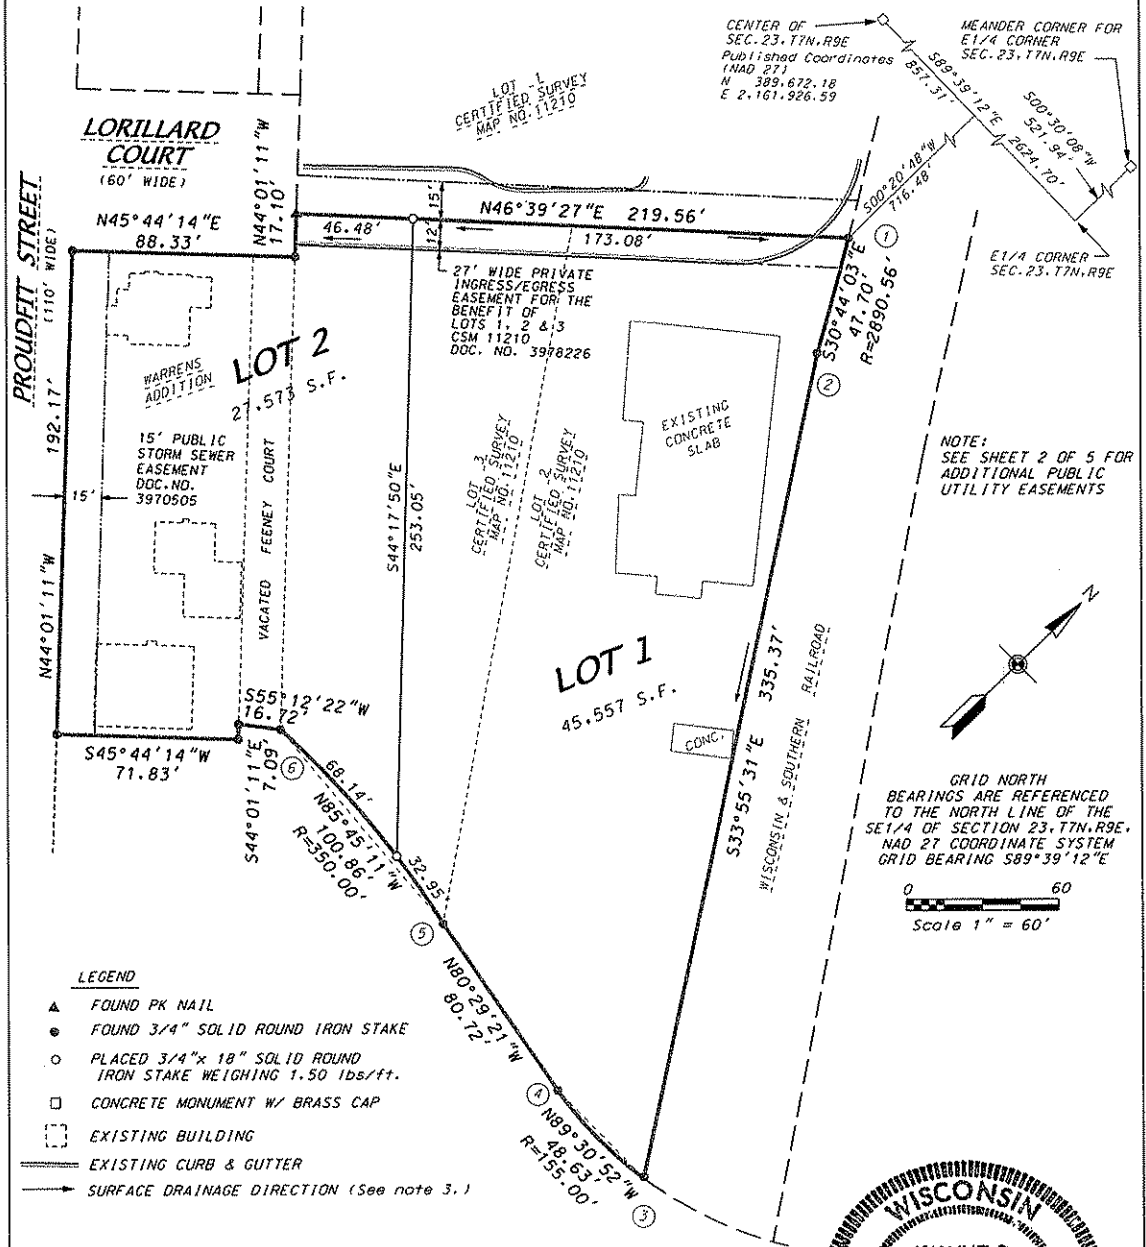 CENTER OF
SEC.23,T7N,R9E
Published Coordinates
(NAD 27)
N 389,672.18
E 2,161,926.59
MEANDER CORNER FOR
E1/4 CORNER
SEC.23,T7N,R9E
S89°39'12"E
857.31'
2624.70'
S00°30'08"W
521.94'
S00°20'48"W
716.48'
E1/4 CORNER
SEC.23,T7N,R9E
LOT 1
CERTIFIED SURVEY
MAP NO.11210
LORILLARD
COURT
(60' WIDE)
PROUDFIT STREET
(110' WIDE)
N45°44'14"E
88.33'
N44°01'11"W
17.10'
15'
12'
N46°39'27"E 219.56'
46.48'
173.08'
1
S30°44'03"E
47.70'
R=2890.56'
2
27' WIDE PRIVATE
INGRESS/EGRESS
EASEMENT FOR THE
BENEFIT OF
LOTS 1, 2 & 3
CSM 11210
DOC. NO. 3978226
WARRENS
ADDITION
LOT 2
27,573 S.F.
15' PUBLIC
STORM SEWER
EASEMENT
DOC.NO.
3970505
15'
192.17'
N44°01'11"W
VACATED FEENEY COURT
S44°17'50"E
253.05'
LOT 3
CERTIFIED SURVEY
MAP NO.11210
LOT 2
CERTIFIED SURVEY
MAP NO.11210
EXISTING
CONCRETE
SLAB
NOTE:
SEE SHEET 2 OF 5 FOR
ADDITIONAL PUBLIC
UTILITY EASEMENTS
N
LOT 1
45,557 S.F.
CONC.
S33°55'31"E 335.37'
WISCONSIN & SOUTHERN RAILROAD
S55°12'22"W
16.72'
S45°44'14"W
71.83'
S44°01'11"E
7.09'
6
68.14'
N85°45'11"W
100.86'
R=350.00'
32.95'
5
GRID NORTH
BEARINGS ARE REFERENCED
TO THE NORTH LINE OF THE
SE1/4 OF SECTION 23,T7N,R9E,
NAD 27 COORDINATE SYSTEM
GRID BEARING S89°39'12"E
0 60
Scale 1" = 60'
N80°29'21"W
80.72'
4
N89°30'52"W
48.63'
R=155.00'
3
LEGEND
FOUND PK NAIL
FOUND 3/4" SOLID ROUND IRON STAKE
PLACED 3/4"x 18" SOLID ROUND
IRON STAKE WEIGHING 1.50 lbs/ft.
CONCRETE MONUMENT W/ BRASS CAP
EXISTING BUILDING
EXISTING CURB & GUTTER
SURFACE DRAINAGE DIRECTION (See note 3.)
WISCONSIN